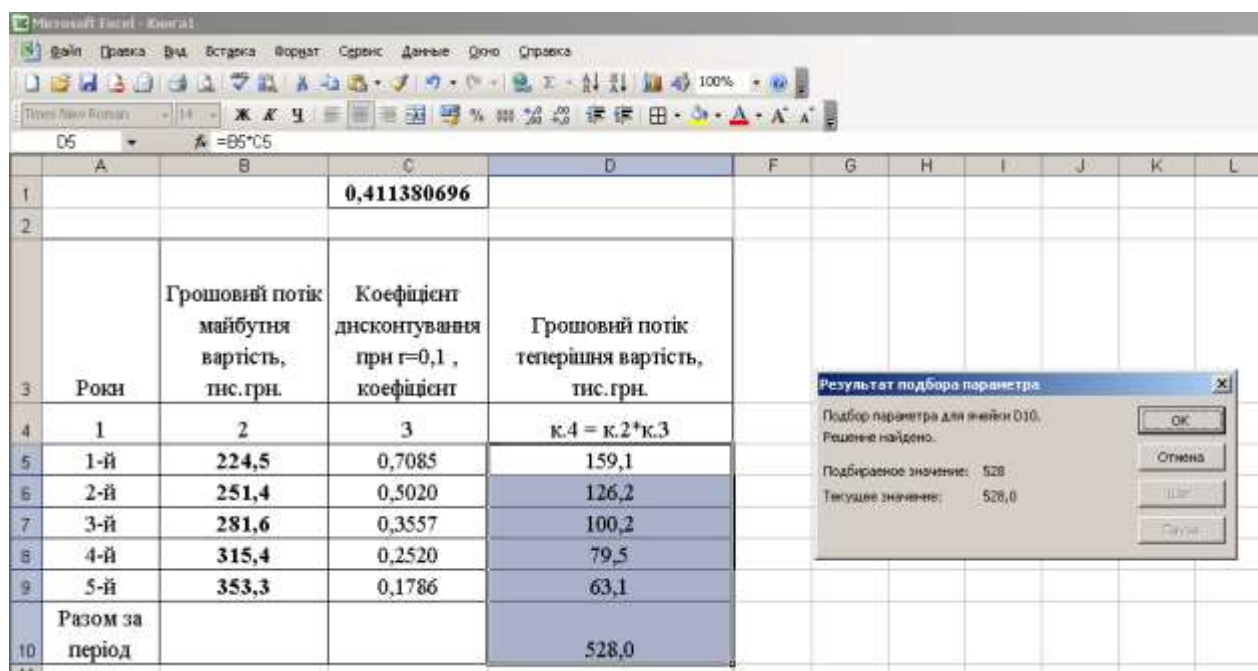 Microsoft Excel - Книга1
Файл Правка Вид Вставка Формат Сервис Данные Окно Справка
100%
Times New Roman 14 Ж К Ч
D5 fx =B5*C5
A B C D F G H I J K L
1 0,411380696
2
Грошовий потік Коефіцієнт
майбутня дисконтування Грошовий потік
вартість, при r=0,1 , теперішня вартість,
3 Роки тис.грн. коефіцієнт тис.грн.
4 1 2 3 к.4 = к.2*к.3
5 1-й 224,5 0,7085 159,1
6 2-й 251,4 0,5020 126,2
7 3-й 281,6 0,3557 100,2
8 4-й 315,4 0,2520 79,5
9 5-й 353,3 0,1786 63,1
Разом за
10 період 528,0
Результат подбора параметра
Подбор параметра для ячейки D10.
Решение найдено.
Подбираемое значение: 528
Текущее значение: 528,0
ОК
Отмена
Шаг
Пауза